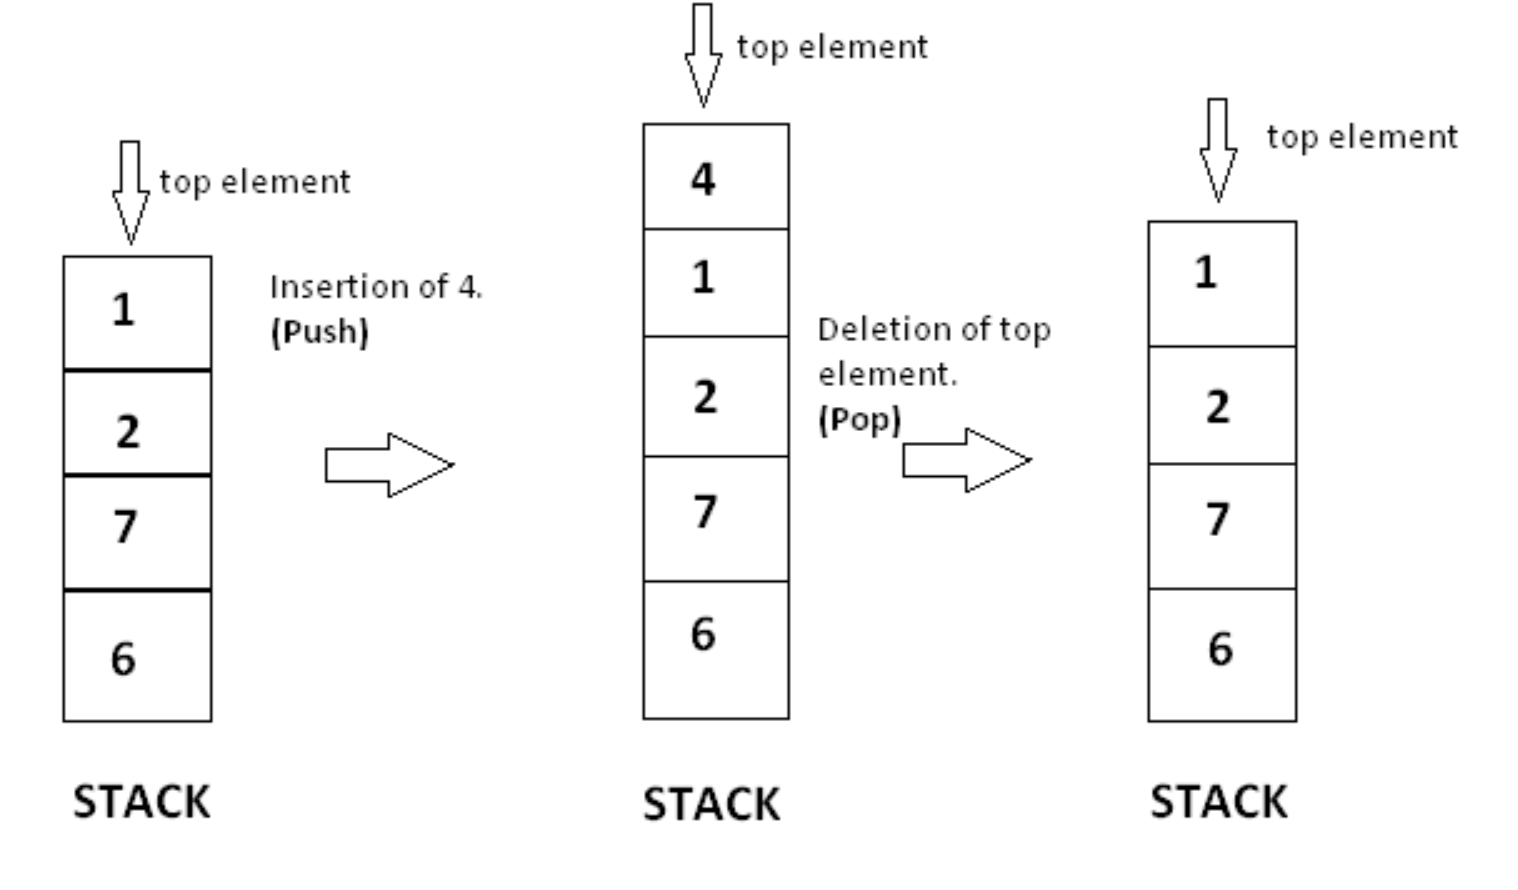 top element
1
2
7
6
STACK
Insertion of 4.
(Push)
top element
4
1
2
7
6
STACK
Deletion of top
element.
(Pop)
top element
1
2
7
6
STACK